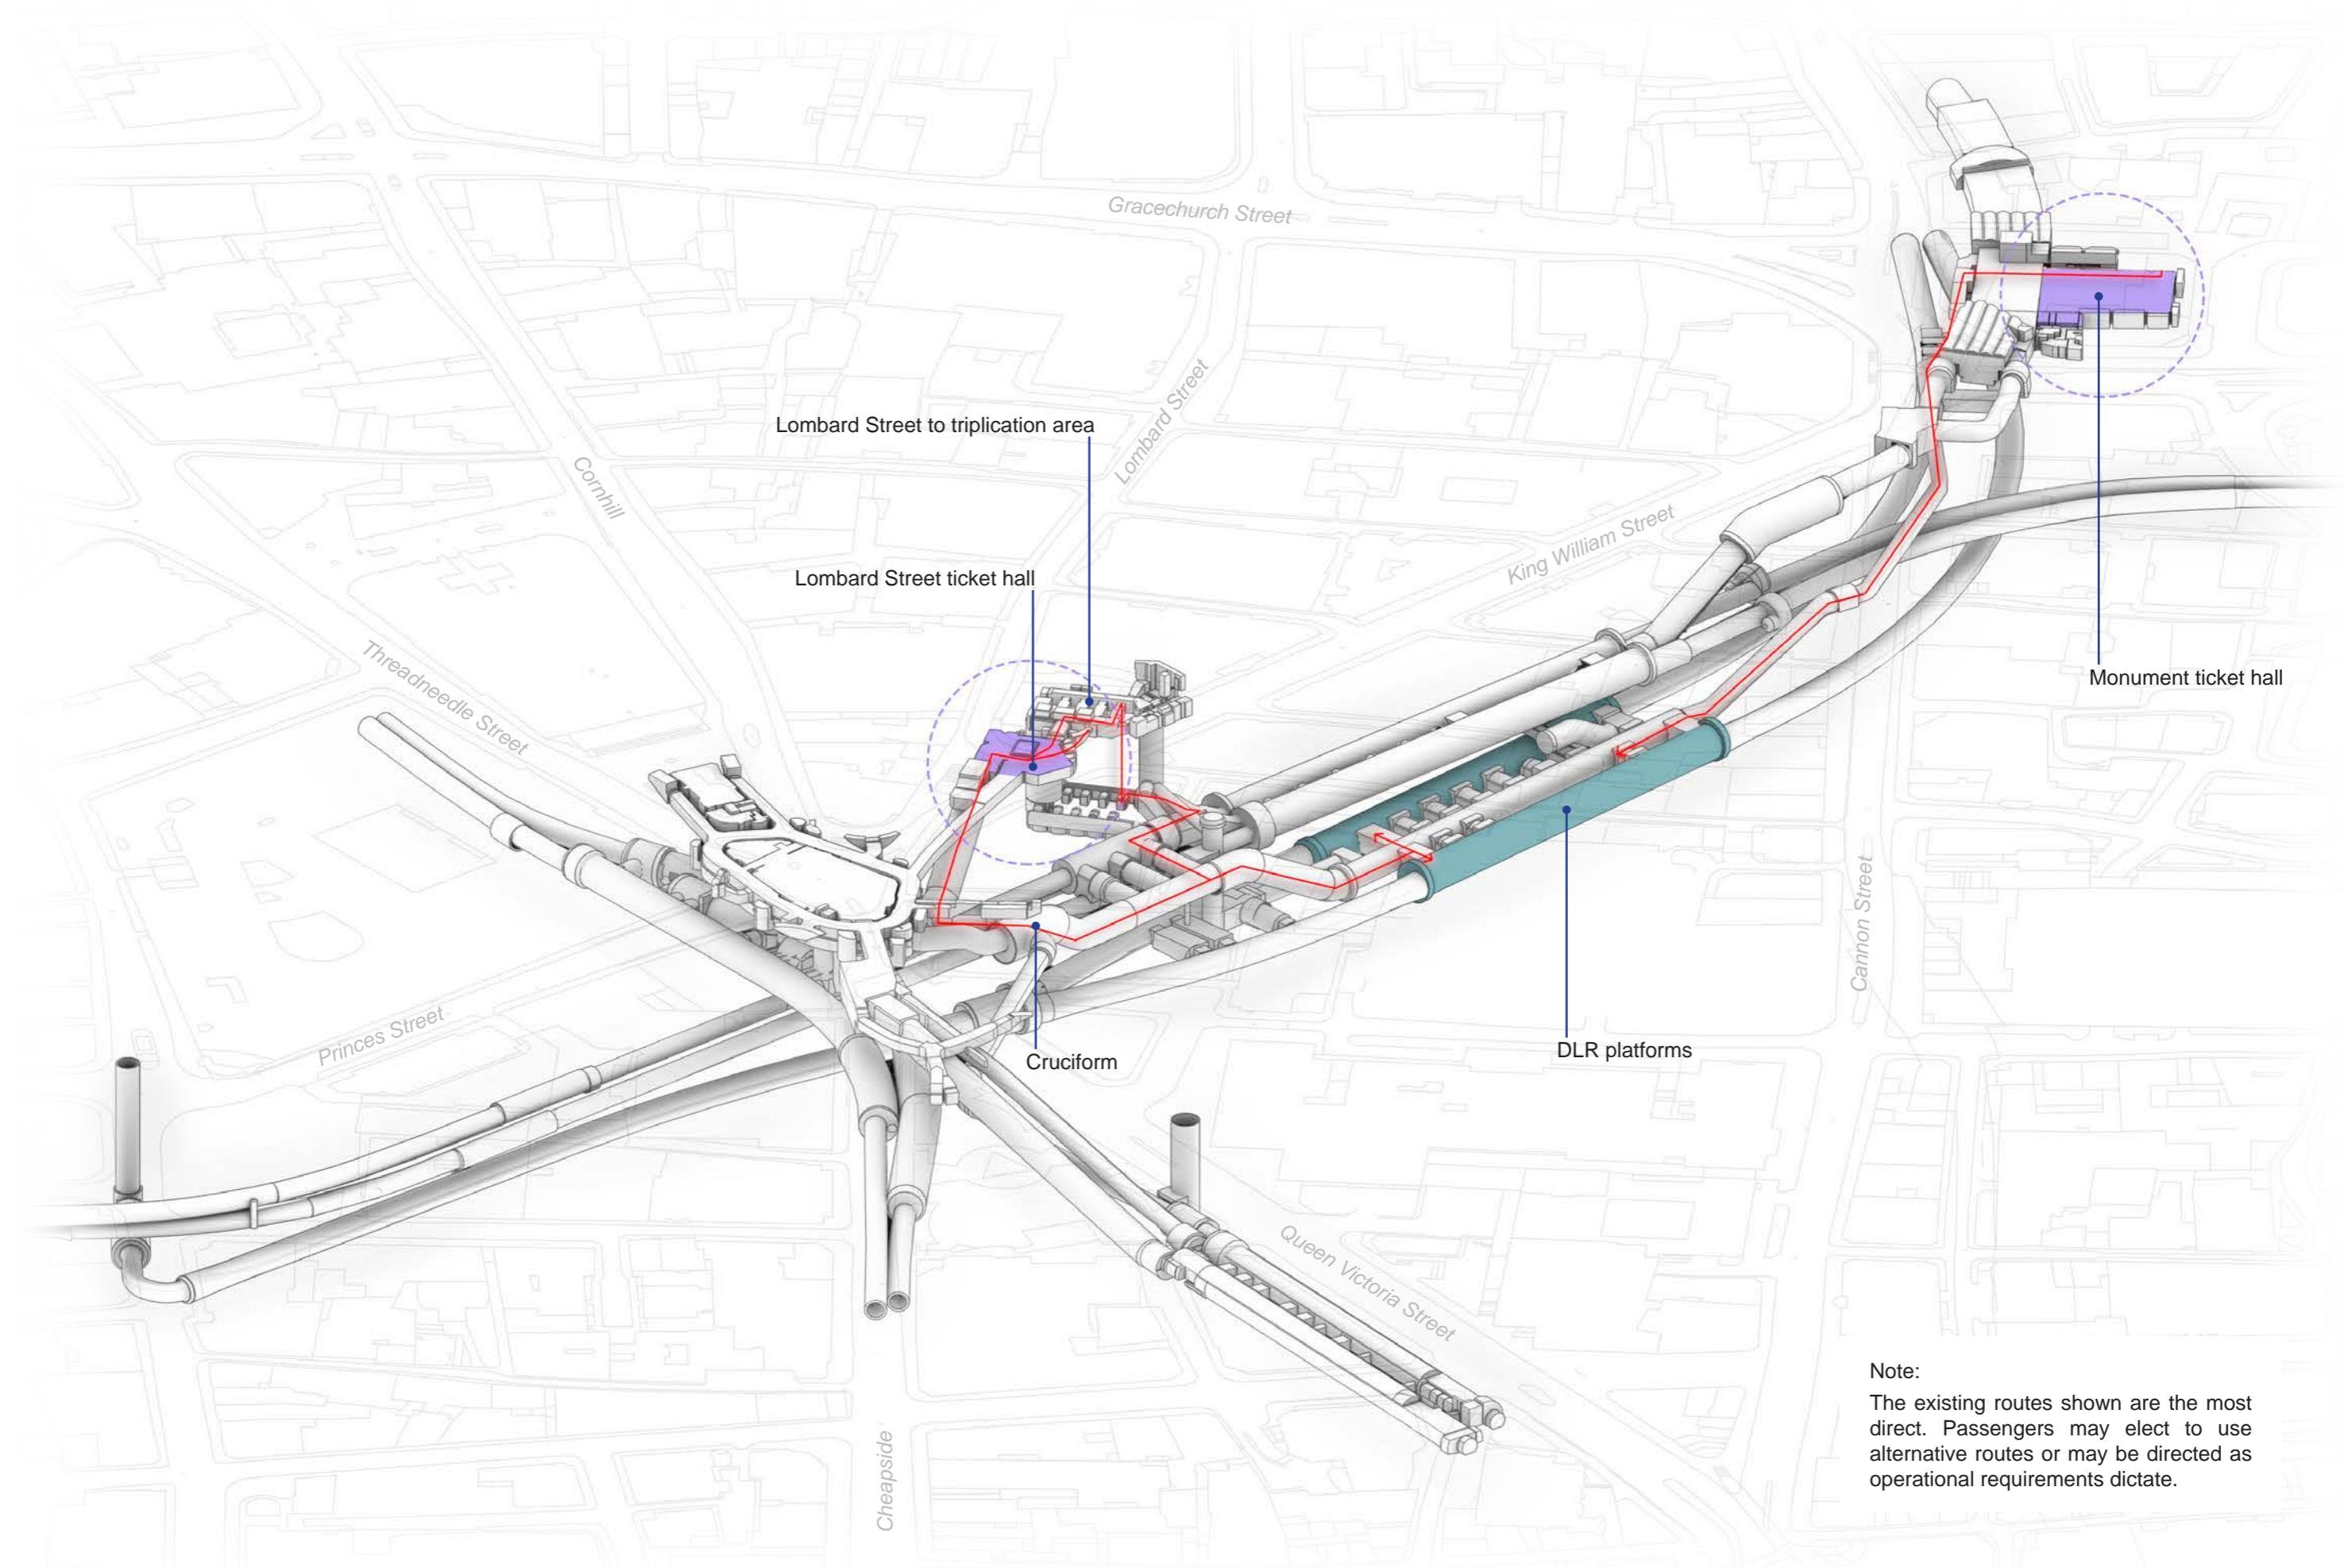 Gracechurch Street
Lombard Street to triplication area
Lombard Street
Cornhill
King William Street
Lombard Street ticket hall
Threadneedle Street
Monument ticket hall
Cannon Street
Princes Street
Cruciform
DLR platforms
Queen Victoria Street
Cheapside
Note:
The existing routes shown are the most
direct. Passengers may elect to use
alternative routes or may be directed as
operational requirements dictate.